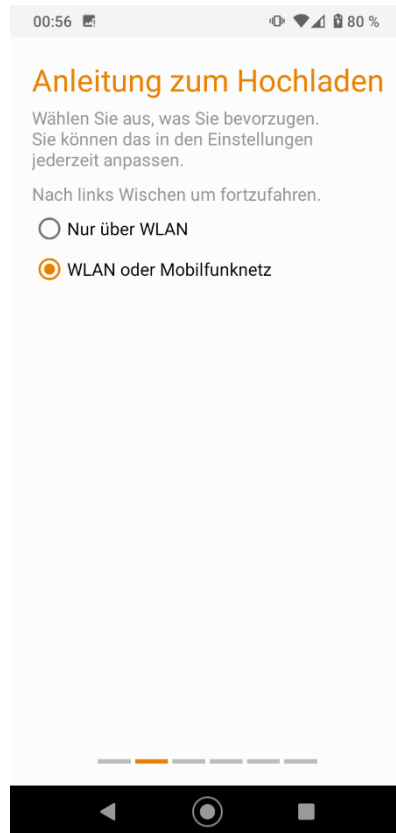 00:56 80 %
Anleitung zum Hochladen
Wählen Sie aus, was Sie bevorzugen.
Sie können das in den Einstellungen
jederzeit anpassen.
Nach links Wischen um fortzufahren.
Nur über WLAN
WLAN oder Mobilfunknetz